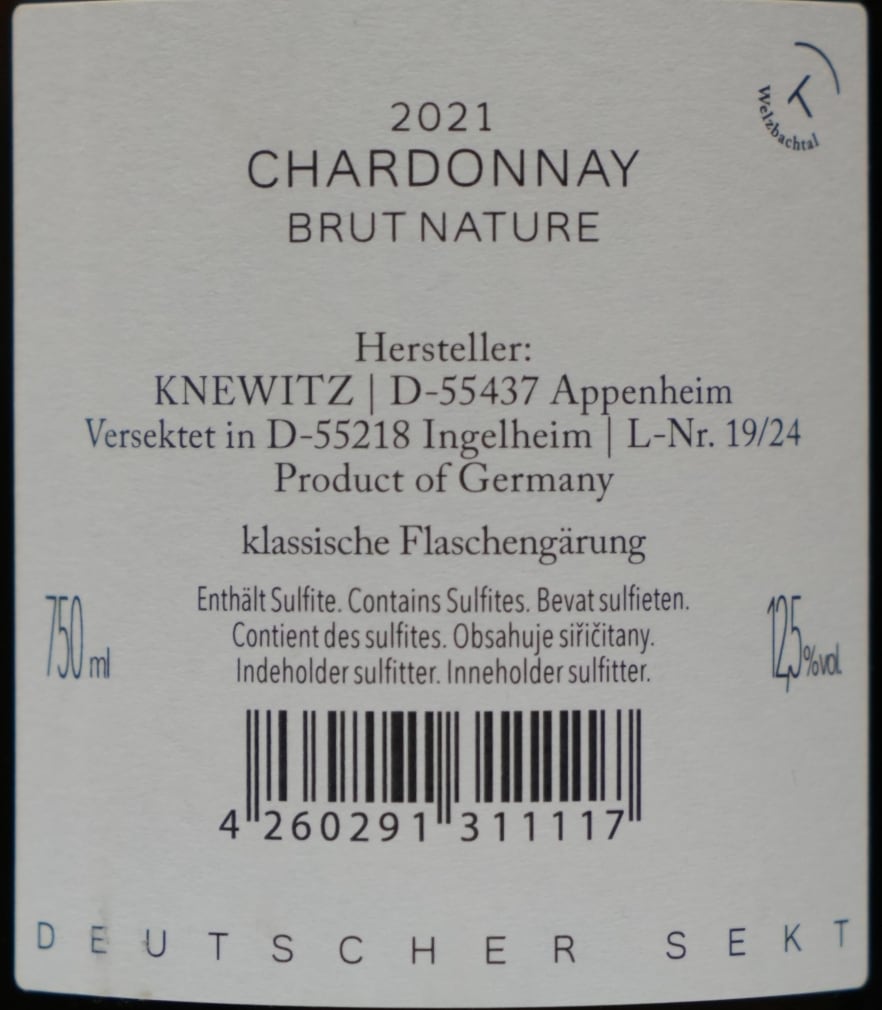 Welzbachtal
2021
CHARDONNAY
BRUT NATURE
Hersteller:
KNEWITZ | D-55437 Appenheim
Versektet in D-55218 Ingelheim | L-Nr. 19/24
Product of Germany
klassische Flaschengärung
750 ml
Enthält Sulfite. Contains Sulfites. Bevat sulfieten.
Contient des sulfites. Obsahuje siřičitany.
Indeholder sulfitter. Inneholder sulfitter.
12,5%vol.
4 260291 311117
DEUTSCHER SEKT